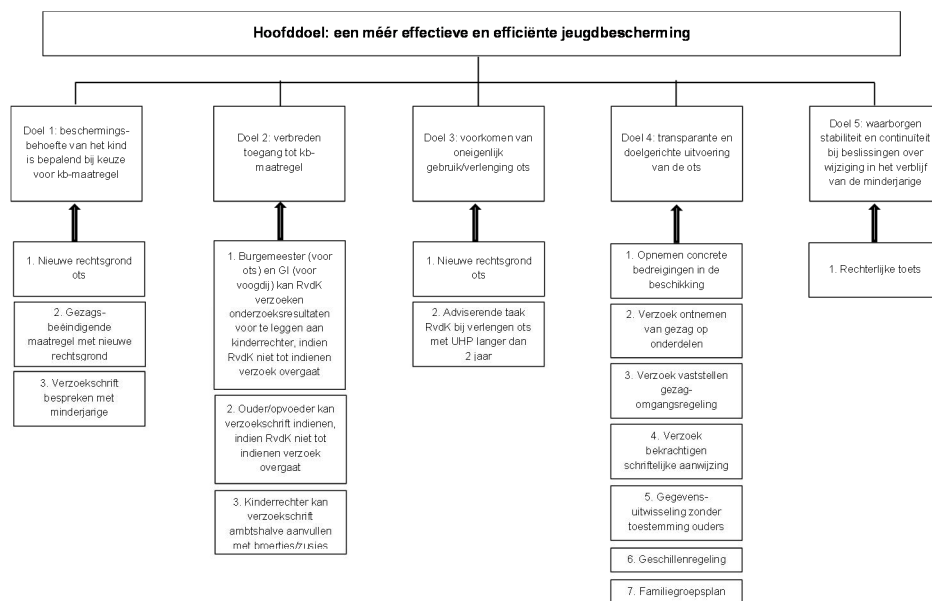 Hoofddoel: een méér effectieve en efficiënte jeugdbescherming
Doel 1: beschermings-
behoefte van het kind
is bepalend bij keuze
voor kb-maatregel
Doel 2: verbreden
toegang tot kb-
maatregel
Doel 3: voorkomen van
oneigenlijk
gebruik/verlenging ots
Doel 4: transparante en
doelgerichte uitvoering
van de ots
Doel 5: waarborgen
stabiliteit en continuïteit
bij beslissingen over
wijziging in het verblijf
van de minderjarige
1. Nieuwe rechtsgrond
ots
2. Gezags-
beëindigende
maatregel met nieuwe
rechtsgrond
3. Verzoekschrift
bespreken met
minderjarige
1. Burgemeester (voor
ots) en GI (voor
voogdij) kan RvdK
verzoeken
onderzoeksresultaten
voor te leggen aan
kinderrechter, indien
RvdK niet tot indienen
verzoek overgaat
2. Ouder/opvoeder kan
verzoekschrift indienen,
indien RvdK niet tot
indienen verzoek
overgaat
3. Kinderrechter kan
verzoekschrift
ambtshalve aanvullen
met broertjes/zusjes
1. Nieuwe rechtsgrond
ots
2. Adviserende taak
RvdK bij verlengen ots
met UHP langer dan
2 jaar
1. Opnemen concrete
bedreigingen in de
beschikking
2. Verzoek ontnemen
van gezag op
onderdelen
3. Verzoek vaststellen
gezag-
omgangsregeling
4. Verzoek
bekrachtigen
schriftelijke aanwijzing
5. Gegevens-
uitwisseling zonder
toestemming ouders
6. Geschillenregeling
7. Familiegroepsplan
1. Rechterlijke toets